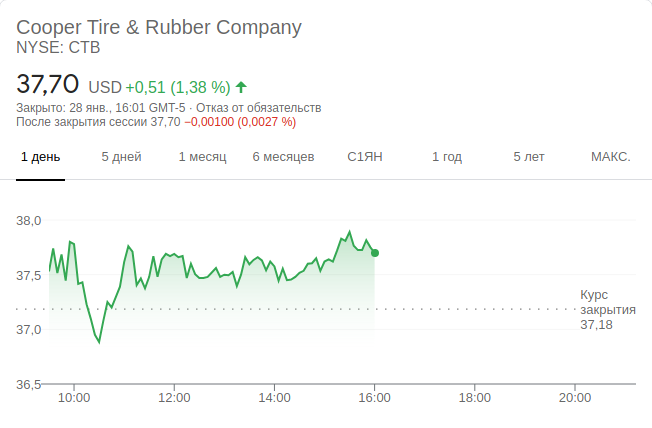 Cooper Tire & Rubber Company
NYSE: CTB
37,70 USD +0,51 (1,38 %)
Закрыто: 28 янв., 16:01 GMT-5 · Отказ от обязательств
После закрытия сессии 37,70 −0,00100 (0,0027 %)
1 день 5 дней 1 месяц 6 месяцев С1ЯН 1 год 5 лет МАКС.
38,0
37,5
Курс
закрытия
37,18
37,0
36,5
10:00 12:00 14:00 16:00 18:00 20:00